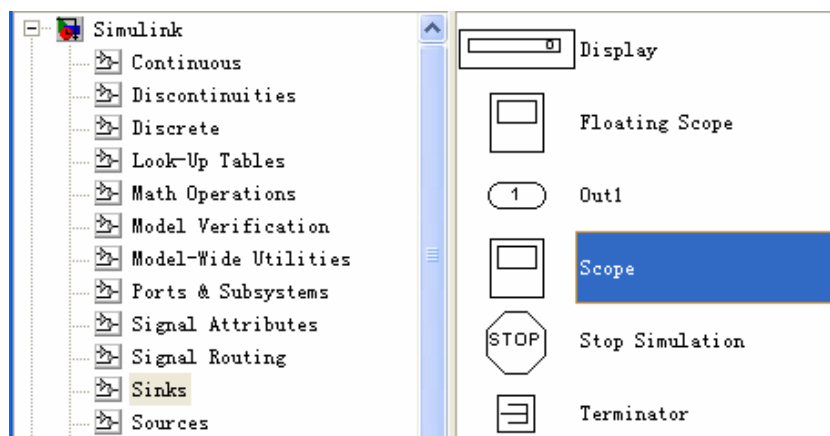 Simulink
Continuous
Discontinuities
Discrete
Look-Up Tables
Math Operations
Model Verification
Model-Wide Utilities
Ports & Subsystems
Signal Attributes
Signal Routing
Sinks
Sources
0
Display
Floating Scope
1
Out1
Scope
STOP
Stop Simulation
Terminator